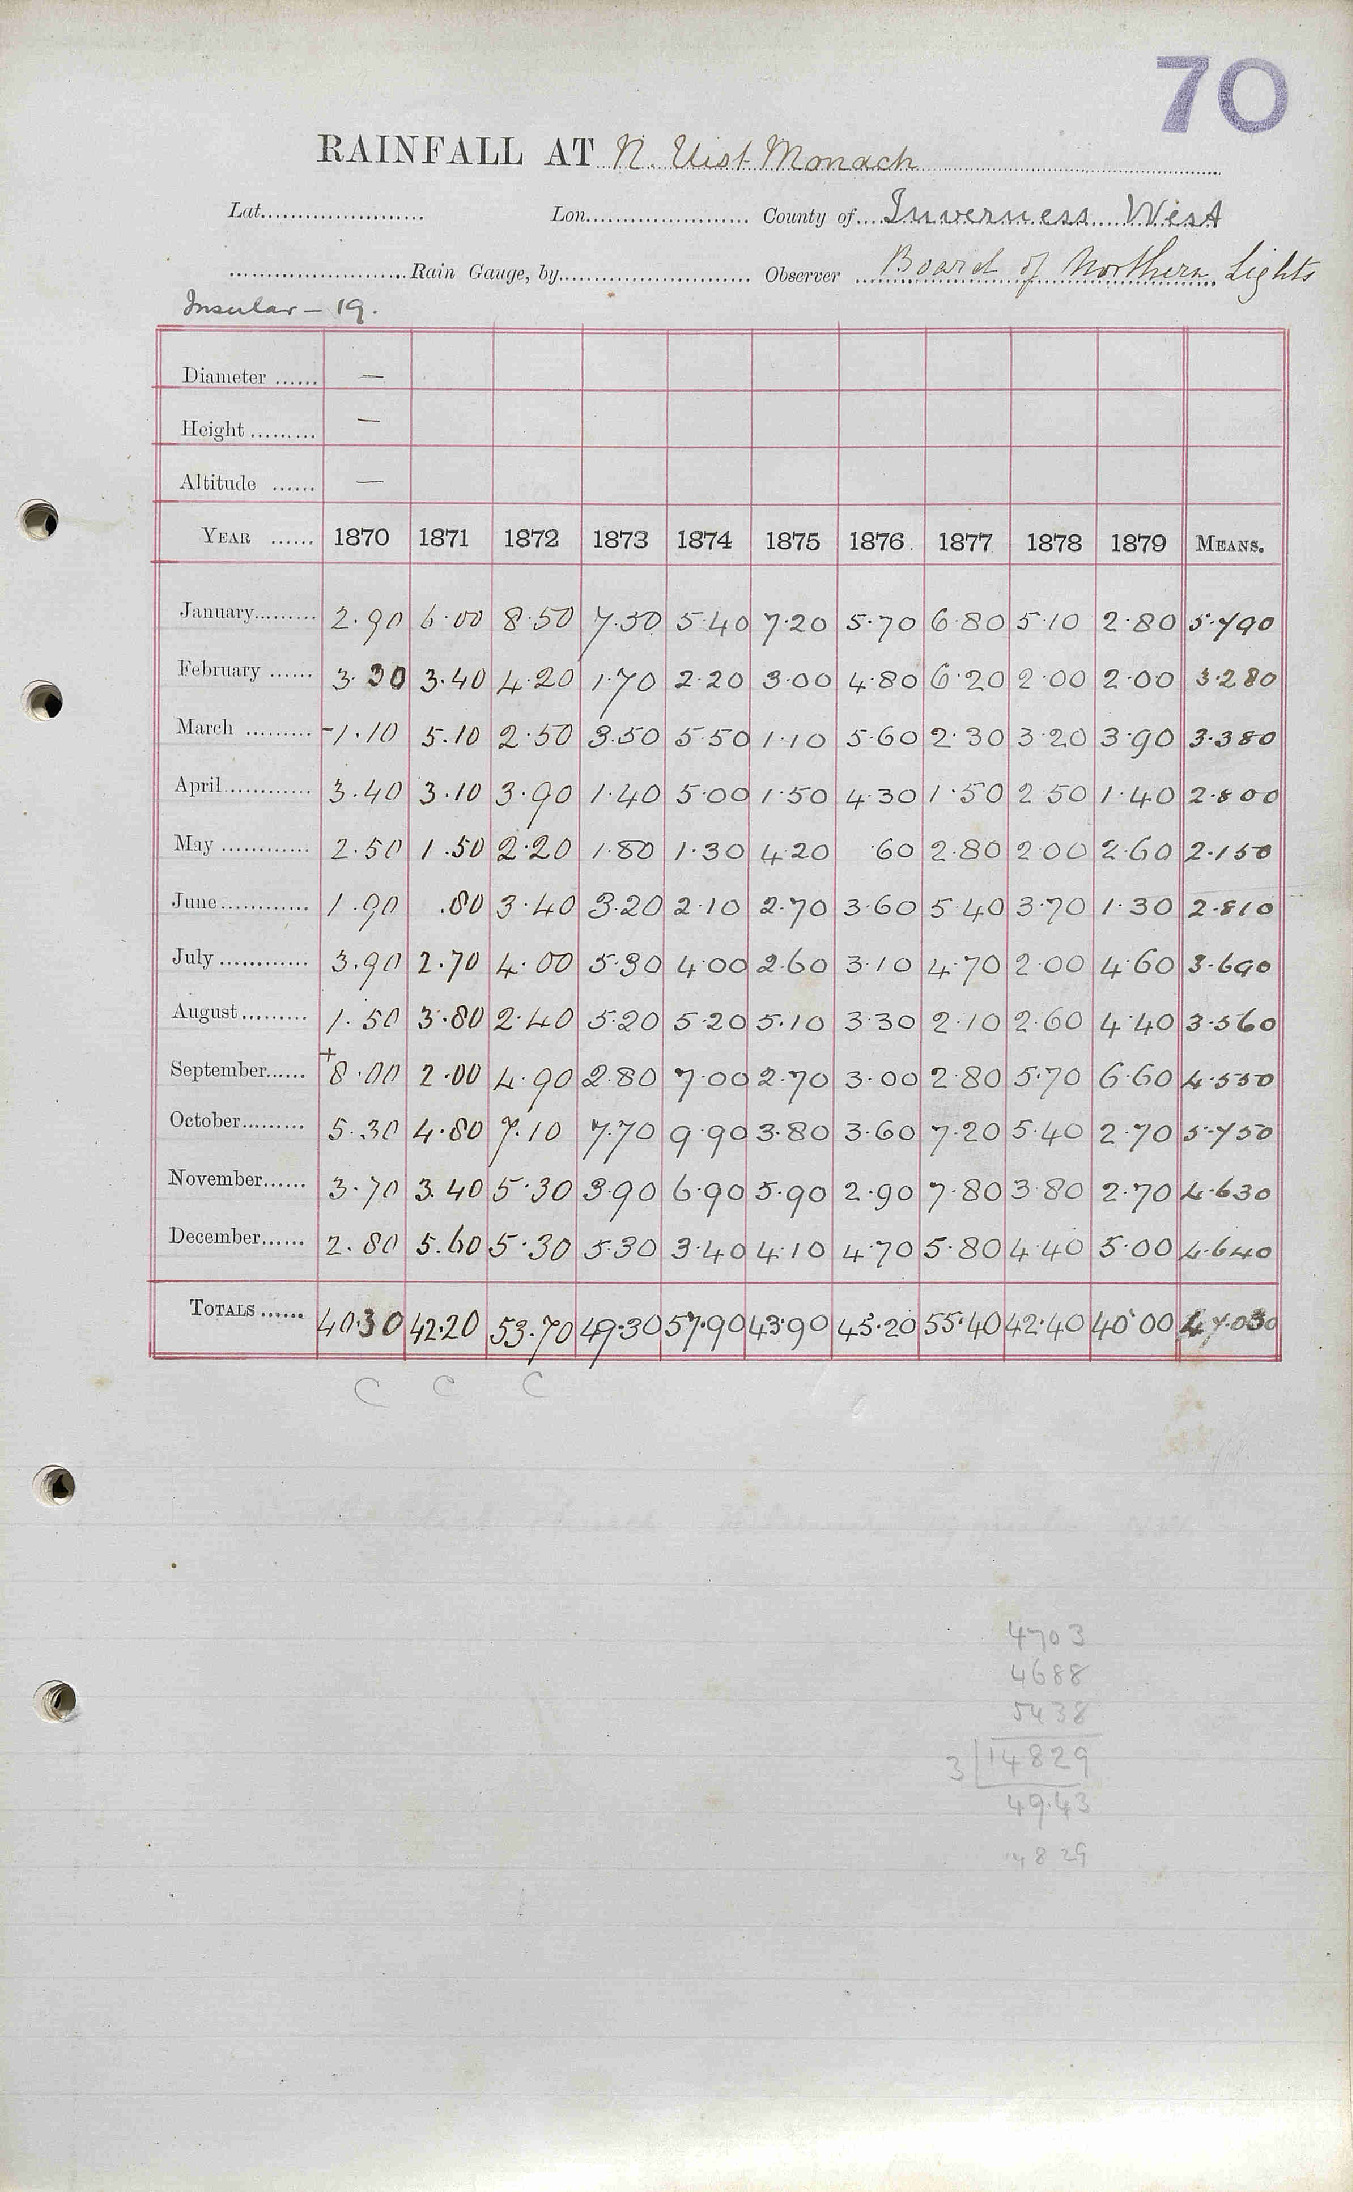 70
RAINFALL AT N. Uist Monach
Lat. Lon. County of Inverness West
Rain Gauge, by Observer Board of Northern Lights
Insular – 19.
Diameter —
Height —
Altitude —
YEAR 1870 1871 1872 1873 1874 1875 1876 1877 1878 1879 MEANS.
January 2.90 6.00 8.50 7.50 5.40 7.20 5.70 6.80 5.10 2.80 5.790
February 3.30 3.40 4.20 1.70 2.20 3.00 4.80 6.20 2.00 2.00 3.280
March -1.10 5.10 2.50 3.50 5.50 1.10 5.60 2.30 3.20 3.90 3.380
April 3.40 3.10 3.90 1.40 5.00 1.50 4.30 1.50 2.50 1.40 2.800
May 2.50 1.50 2.20 1.80 1.30 4.20 .60 2.80 2.00 2.60 2.150
June 1.90 .80 3.40 3.20 2.10 2.70 3.60 5.40 3.70 1.30 2.810
July 3.90 2.70 4.00 5.30 4.00 2.60 3.10 4.70 2.00 4.60 3.690
August 1.50 3.80 2.40 5.20 5.20 5.10 3.30 2.10 2.60 4.40 3.560
September +8.00 2.00 4.90 2.80 7.00 2.70 3.00 2.80 5.70 6.60 4.550
October 5.30 4.80 7.10 7.70 9.90 3.80 3.60 7.20 5.40 2.70 5.750
November 3.70 3.40 5.30 3.90 6.90 5.90 2.90 7.80 3.80 2.70 4.630
December 2.80 5.60 5.30 5.30 3.40 4.10 4.70 5.80 4.40 5.00 4.640
TOTALS 40.30 42.20 53.70 49.30 57.90 43.90 45.20 55.40 42.40 40.00 47.030
C C C
4703
4688
5438
3 14829
49.43
4829